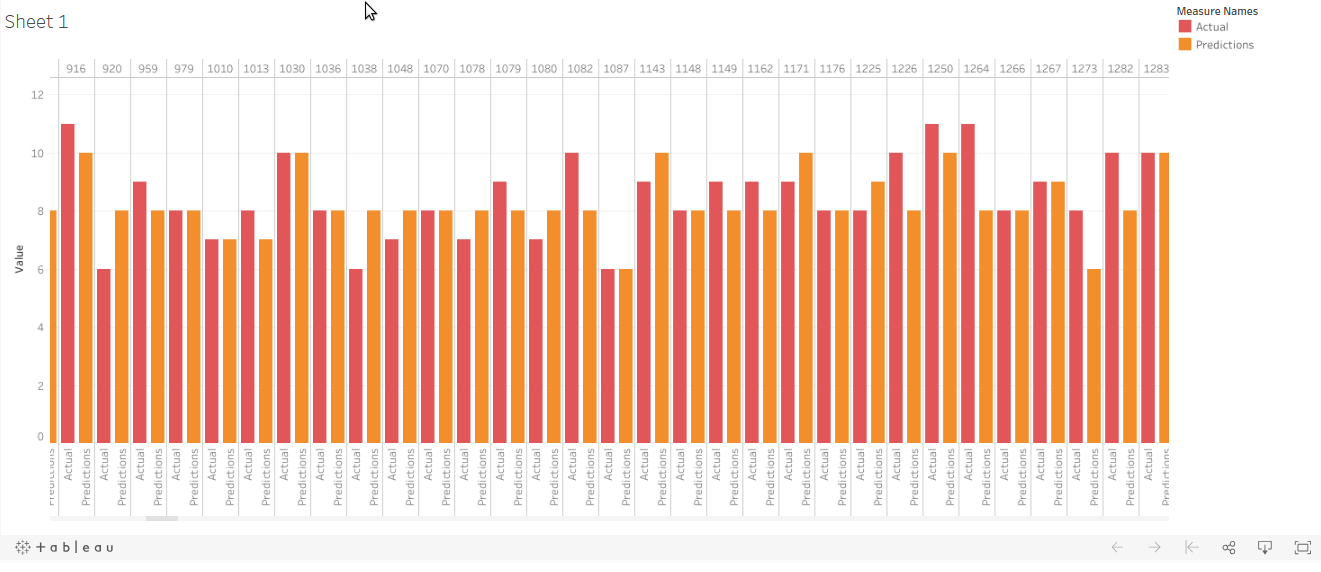 Sheet 1
Measure Names
Actual
Predictions
916 920 959 979 1010 1013 1030 1036 1038 1048 1070 1078 1079 1080 1082 1087 1143 1148 1149 1162 1171 1176 1225 1226 1250 1264 1266 1267 1273 1282 1283
12
10
8
6
4
2
0
Value
Predictions Actual Predictions Actual Predictions Actual Predictions Actual Predictions Actual Predictions Actual Predictions Actual Predictions Actual Predictions Actual Predictions Actual Predictions Actual Predictions Actual Predictions Actual Predictions Actual Predictions Actual Predictions Actual Predictions Actual Predictions Actual Predictions Actual Predictions Actual Predictions Actual Predictions Actual Predictions Actual Predictions Actual Predictions Actual Predictions Actual Predictions Actual Predictions Actual Predictions Actual Predictions Actual Predictions Actual Predictions
+ableau